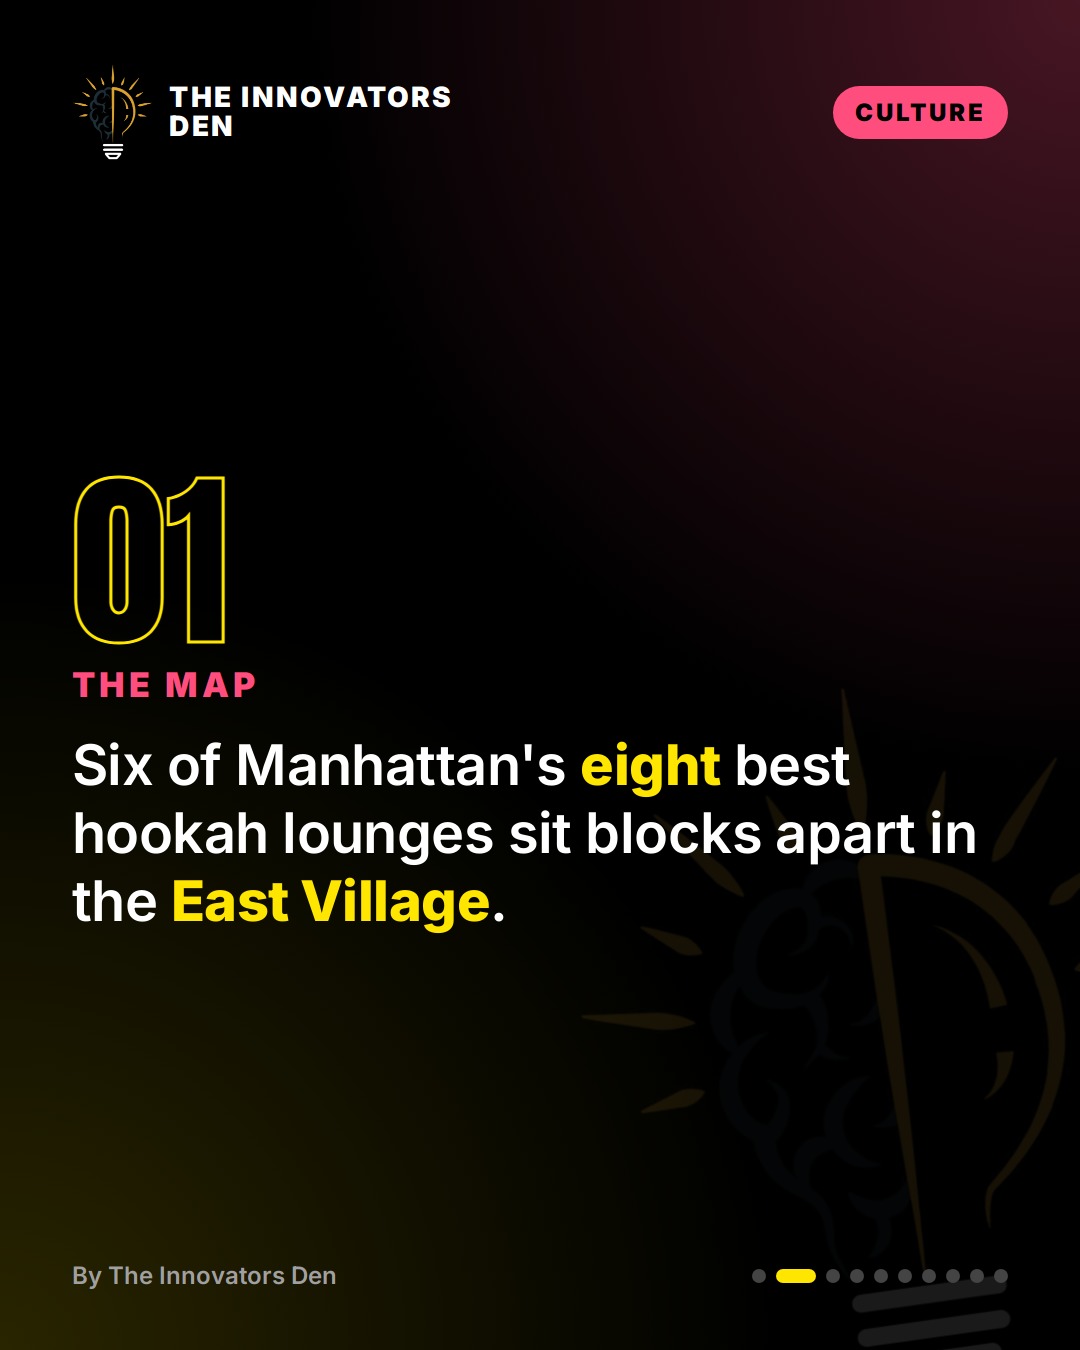 THE INNOVATORS
DEN
CULTURE
01
THE MAP
Six of Manhattan's eight best
hookah lounges sit blocks apart in
the East Village.
By The Innovators Den